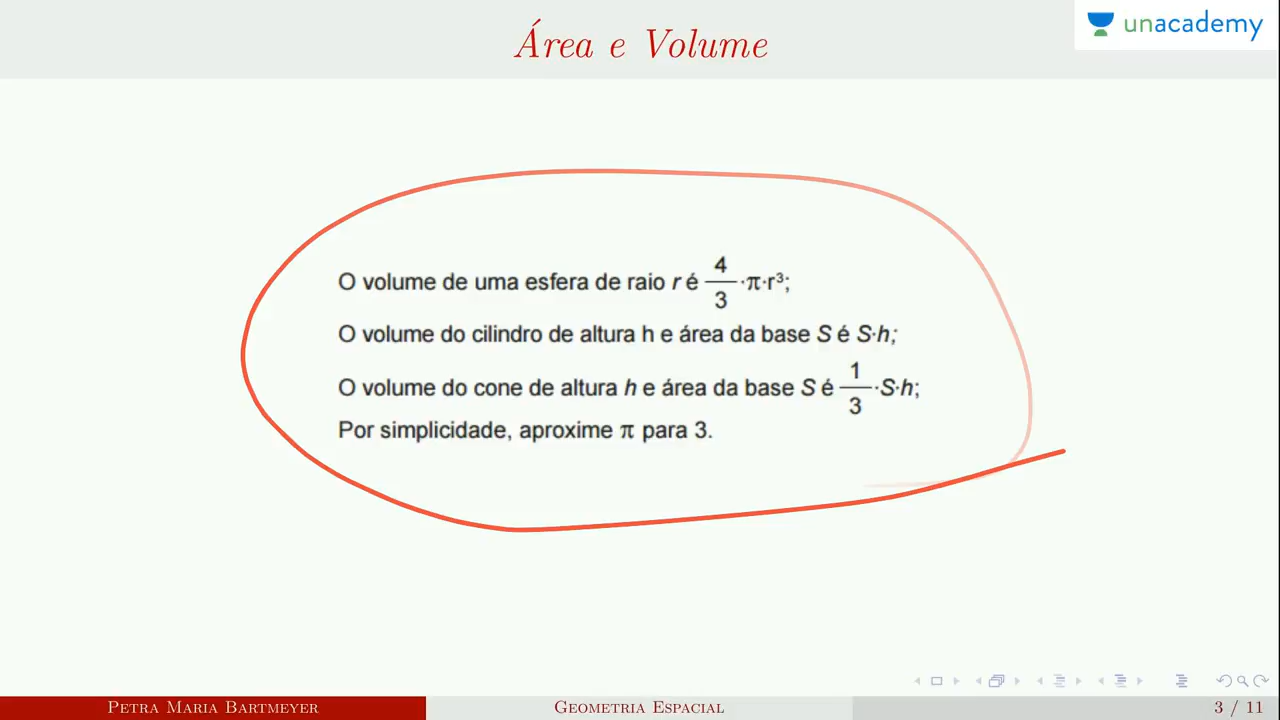 Área e Volume
unacademy
O volume de uma esfera de raio r é 4/3·π·r³;
O volume do cilindro de altura h e área da base S é S·h;
O volume do cone de altura h e área da base S é 1/3·S·h;
Por simplicidade, aproxime π para 3.
Petra Maria Bartmeyer
Geometria Espacial
3 / 11